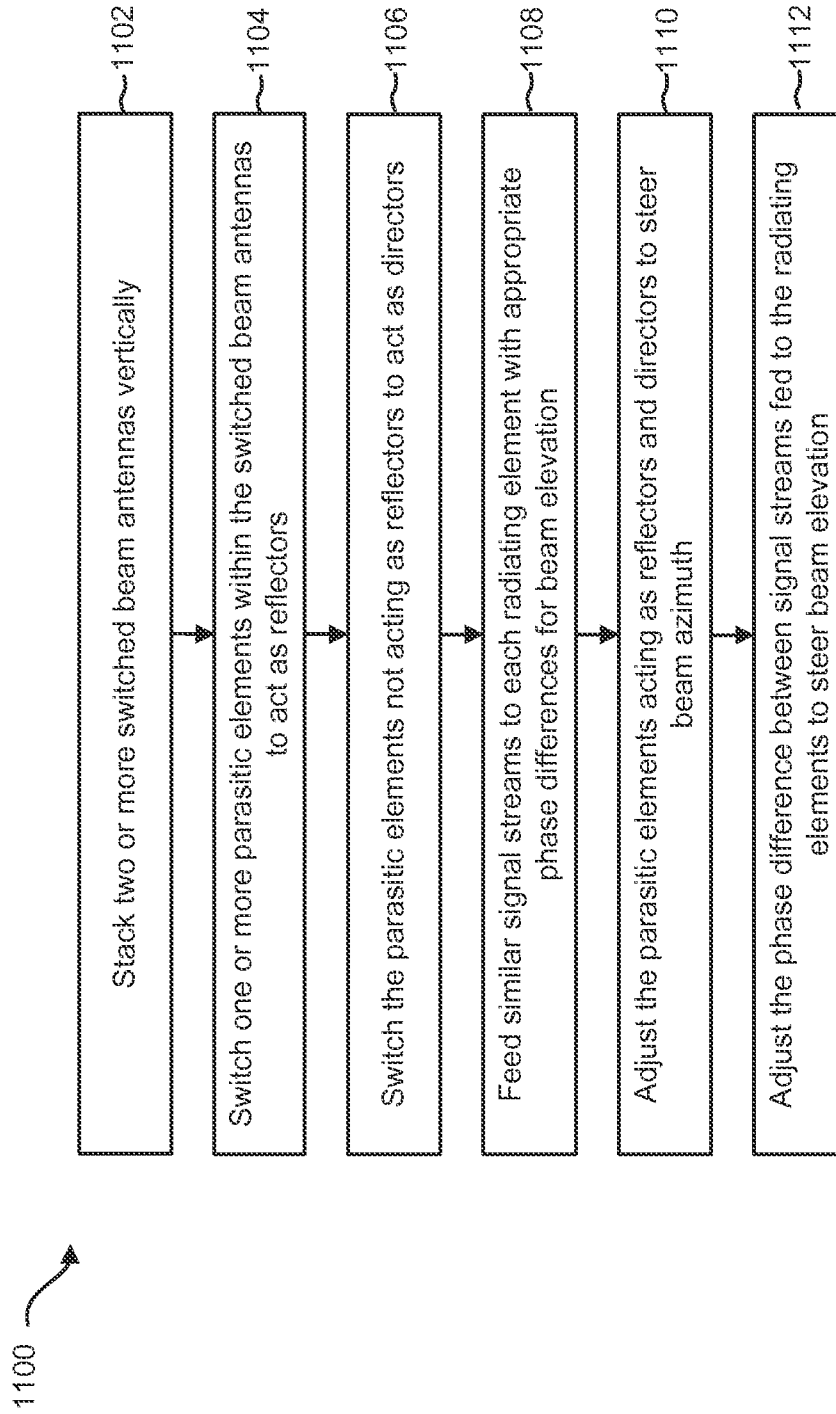 1100
Stack two or more switched beam antennas vertically
1102
Switch one or more parasitic elements within the switched beam antennas
to act as reflectors
1104
Switch the parasitic elements not acting as reflectors to act as directors
1106
Feed similar signal streams to each radiating element with appropriate
phase differences for beam elevation
1108
Adjust the parasitic elements acting as reflectors and directors to steer
beam azimuth
1110
Adjust the phase difference between signal streams fed to the radiating
elements to steer beam elevation
1112